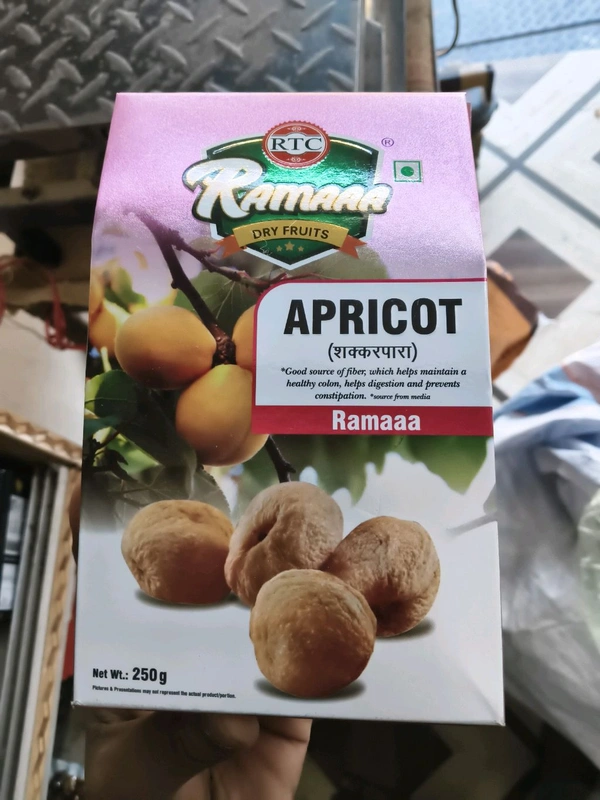 RTC
®
Ramaaa
DRY FRUITS
APRICOT
(शक्करपारा)
*Good source of fiber, which helps maintain a
healthy colon, helps digestion and prevents
constipation. *source from media
Ramaaa
Net Wt.: 250g
Pictures & Presentations may not represent the actual product/portion.